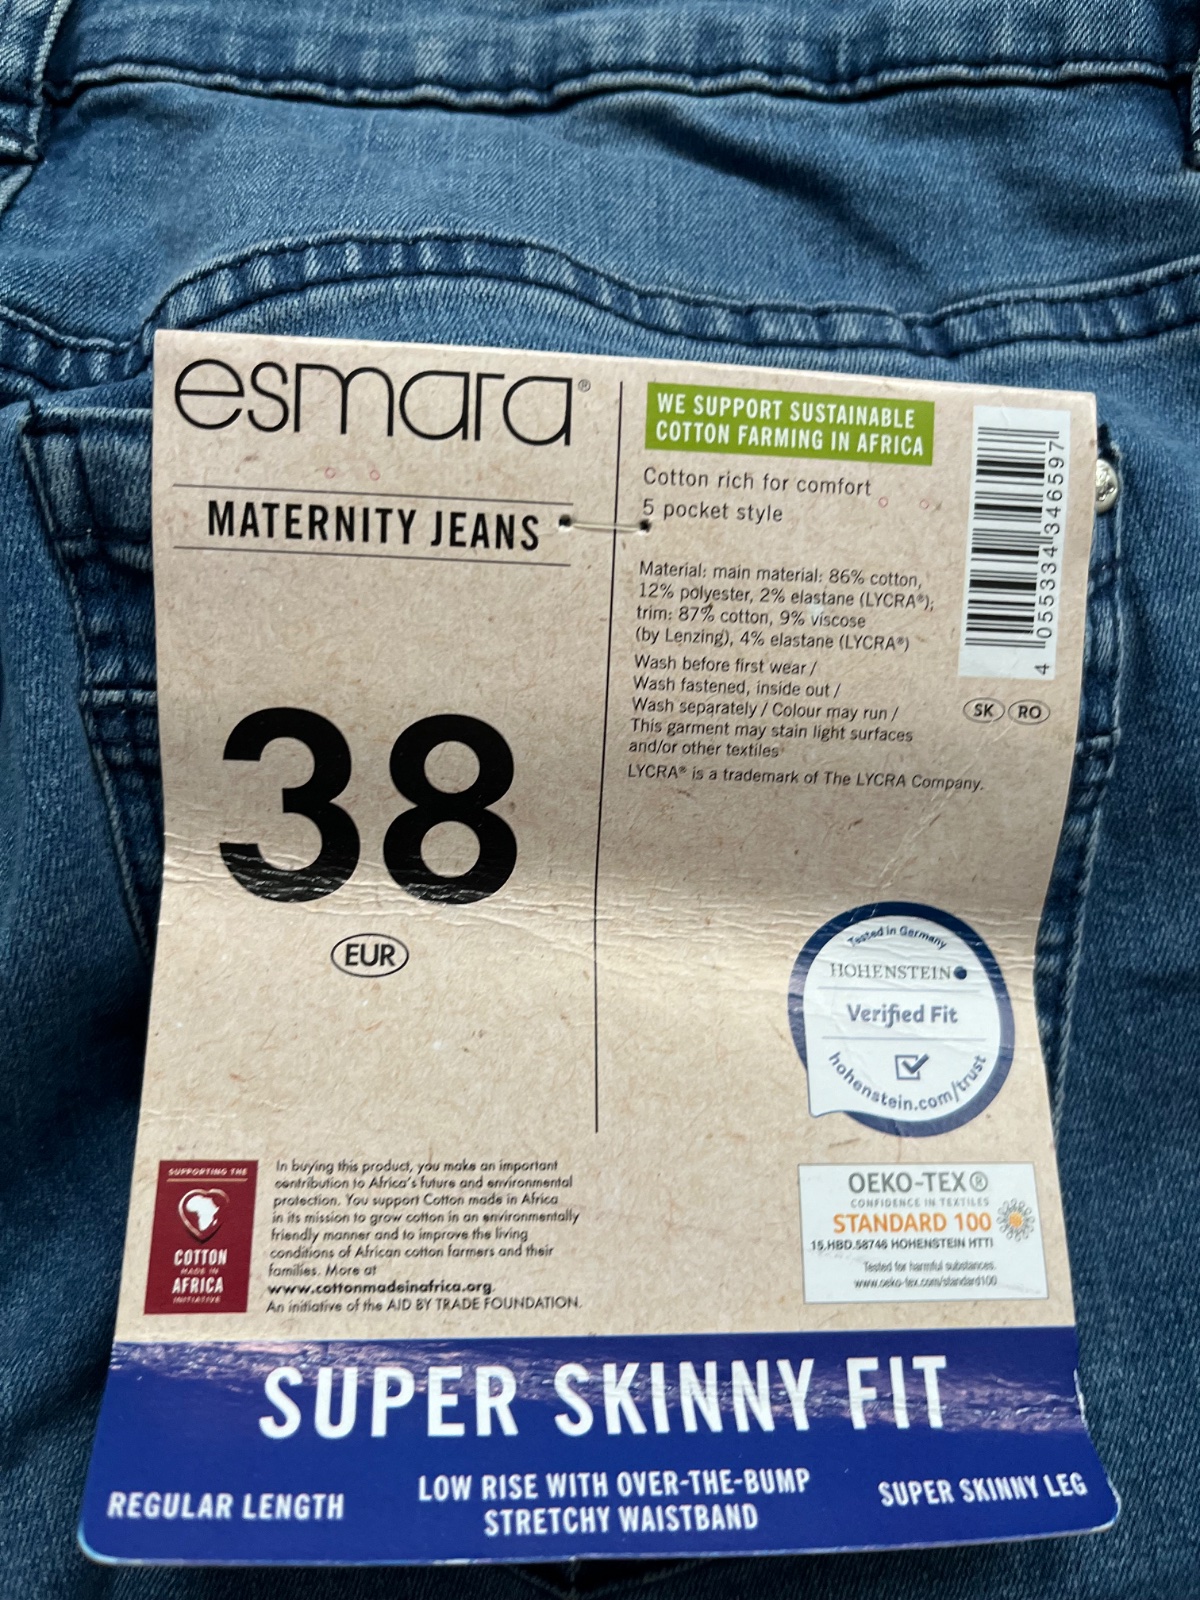 esmara®
MATERNITY JEANS
38
EUR
WE SUPPORT SUSTAINABLE
COTTON FARMING IN AFRICA
Cotton rich for comfort
5 pocket style
Material: main material: 86% cotton,
12% polyester, 2% elastane (LYCRA®);
trim: 87% cotton, 9% viscose
(by Lenzing), 4% elastane (LYCRA®)
Wash before first wear /
Wash fastened, inside out /
Wash separately / Colour may run /
This garment may stain light surfaces
and/or other textiles
LYCRA® is a trademark of The LYCRA Company.
4 055334 346597
SK RO
Tested in Germany
HOHENSTEIN
Verified Fit
hohenstein.com/trust
SUPPORTING THE
COTTON
MADE IN
AFRICA
INITIATIVE
In buying this product, you make an important
contribution to Africa's future and environmental
protection. You support Cotton made in Africa
in its mission to grow cotton in an environmentally
friendly manner and to improve the living
conditions of African cotton farmers and their
families. More at
www.cottonmadeinafrica.org.
An initiative of the AID BY TRADE FOUNDATION.
OEKO-TEX®
CONFIDENCE IN TEXTILES
STANDARD 100
15.HBD.58746 HOHENSTEIN HTTI
Tested for harmful substances.
www.oeko-tex.com/standard100
SUPER SKINNY FIT
REGULAR LENGTH
LOW RISE WITH OVER-THE-BUMP
STRETCHY WAISTBAND
SUPER SKINNY LEG